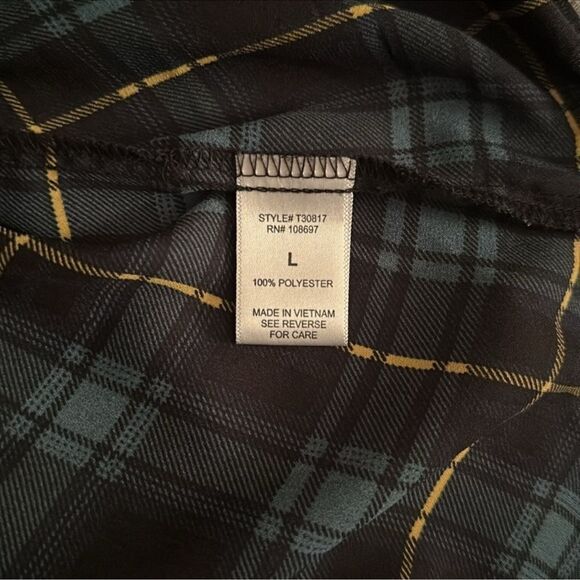 STYLE# T30817
RN# 108697
L
100% POLYESTER
MADE IN VIETNAM
SEE REVERSE
FOR CARE